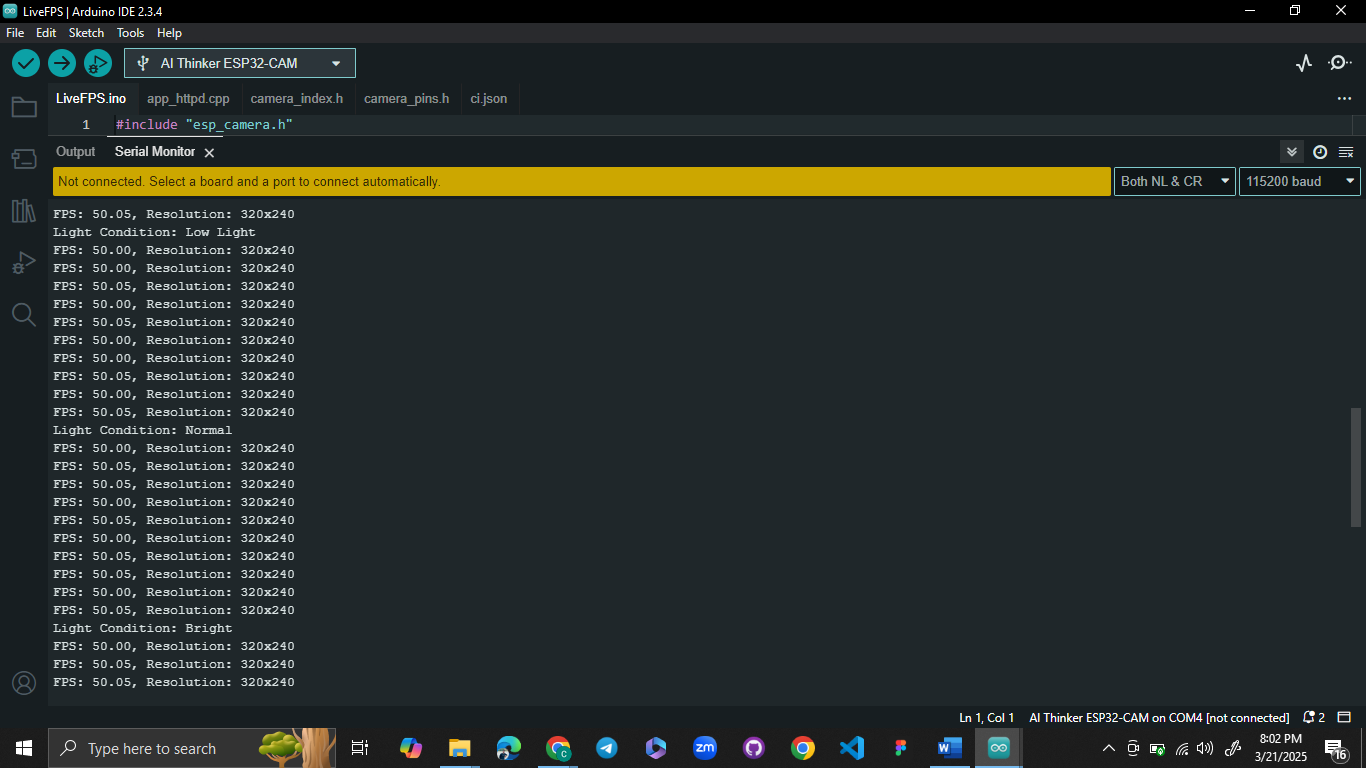 LiveFPS | Arduino IDE 2.3.4
File Edit Sketch Tools Help
AI Thinker ESP32-CAM
LiveFPS.ino app_httpd.cpp camera_index.h camera_pins.h ci.json ...
1 #include "esp_camera.h"
Output Serial Monitor
Not connected. Select a board and a port to connect automatically.
Both NL & CR 115200 baud
FPS: 50.05, Resolution: 320x240
Light Condition: Low Light
FPS: 50.00, Resolution: 320x240
FPS: 50.00, Resolution: 320x240
FPS: 50.05, Resolution: 320x240
FPS: 50.00, Resolution: 320x240
FPS: 50.05, Resolution: 320x240
FPS: 50.00, Resolution: 320x240
FPS: 50.00, Resolution: 320x240
FPS: 50.05, Resolution: 320x240
FPS: 50.00, Resolution: 320x240
FPS: 50.05, Resolution: 320x240
Light Condition: Normal
FPS: 50.00, Resolution: 320x240
FPS: 50.05, Resolution: 320x240
FPS: 50.05, Resolution: 320x240
FPS: 50.00, Resolution: 320x240
FPS: 50.05, Resolution: 320x240
FPS: 50.00, Resolution: 320x240
FPS: 50.05, Resolution: 320x240
FPS: 50.05, Resolution: 320x240
FPS: 50.00, Resolution: 320x240
FPS: 50.05, Resolution: 320x240
Light Condition: Bright
FPS: 50.00, Resolution: 320x240
FPS: 50.05, Resolution: 320x240
FPS: 50.05, Resolution: 320x240
Ln 1, Col 1 AI Thinker ESP32-CAM on COM4 [not connected] 2
Type here to search
zm
8:02 PM
3/21/2025
16